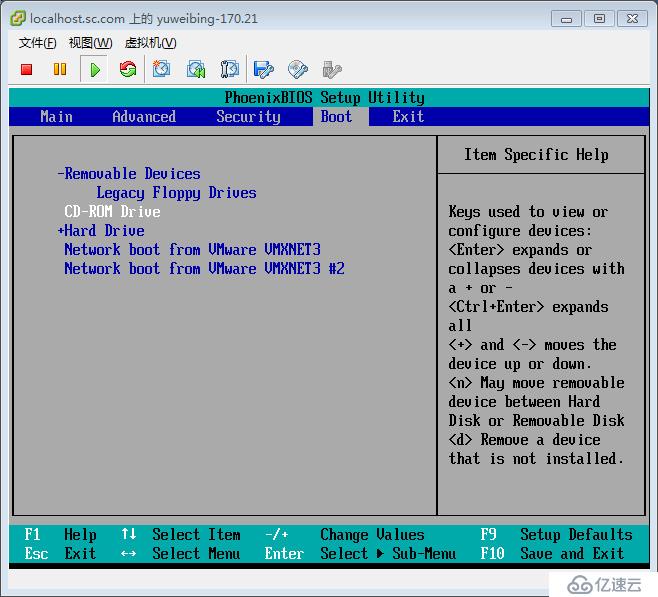 localhost.sc.com 上的 yuweibing-170.21
文件(F) 视图(W) 虚拟机(V)
PhoenixBIOS Setup Utility
Main Advanced Security Boot Exit
-Removable Devices
Legacy Floppy Drives
CD-ROM Drive
+Hard Drive
Network boot from VMware VMXNET3
Network boot from VMware VMXNET3 #2
Item Specific Help
Keys used to view or
configure devices:
<Enter> expands or
collapses devices with
a + or -
<Ctrl+Enter> expands
all
<+> and <-> moves the
device up or down.
<n> May move removable
device between Hard
Disk or Removable Disk
<d> Remove a device
that is not installed.
F1 Help ↑↓ Select Item -/+ Change Values F9 Setup Defaults
Esc Exit ↔ Select Menu Enter Select ▶ Sub-Menu F10 Save and Exit
亿速云